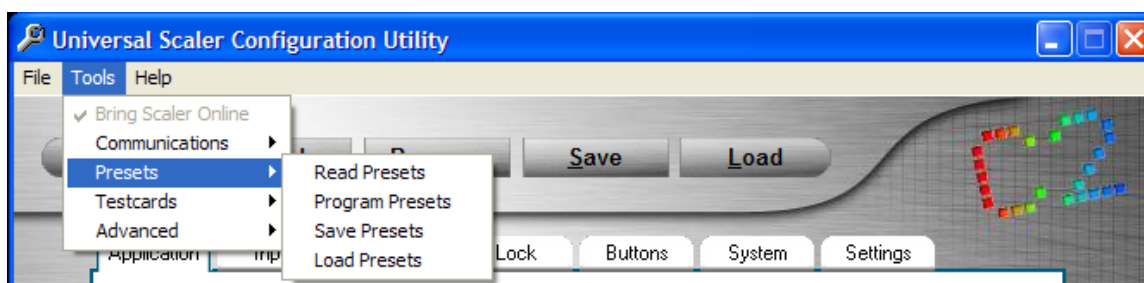 Universal Scaler Configuration Utility
File Tools Help
Bring Scaler Online
Communications
Presets
Testcards
Advanced
Read Presets
Program Presets
Save Presets
Load Presets
Save Load
Application Lock Buttons System Settings
C2